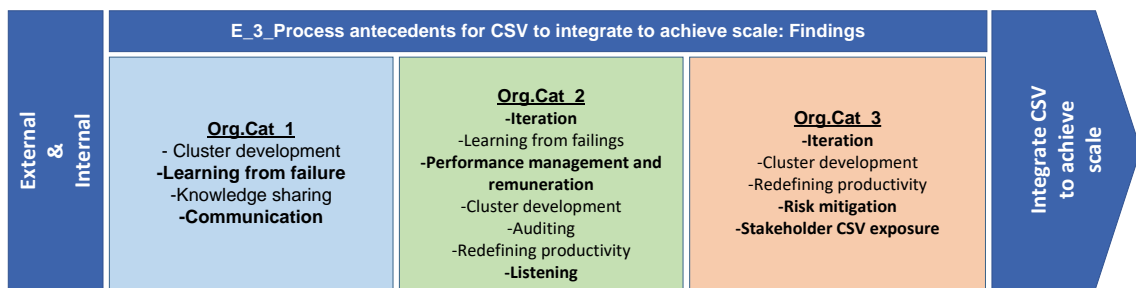 E_3_Process antecedents for CSV to integrate to achieve scale: Findings
External
&
Internal
Org.Cat_1
- Cluster development
-Learning from failure
-Knowledge sharing
-Communication
Org.Cat_2
-Iteration
-Learning from failings
-Performance management and
remuneration
-Cluster development
-Auditing
-Redefining productivity
-Listening
Org.Cat_3
-Iteration
-Cluster development
-Redefining productivity
-Risk mitigation
-Stakeholder CSV exposure
Integrate CSV
to achieve
scale